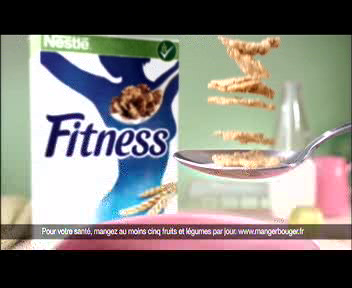 Nestlé
Fitness
Pour votre santé, mangez au moins cinq fruits et légumes par jour. www.mangerbouger.fr